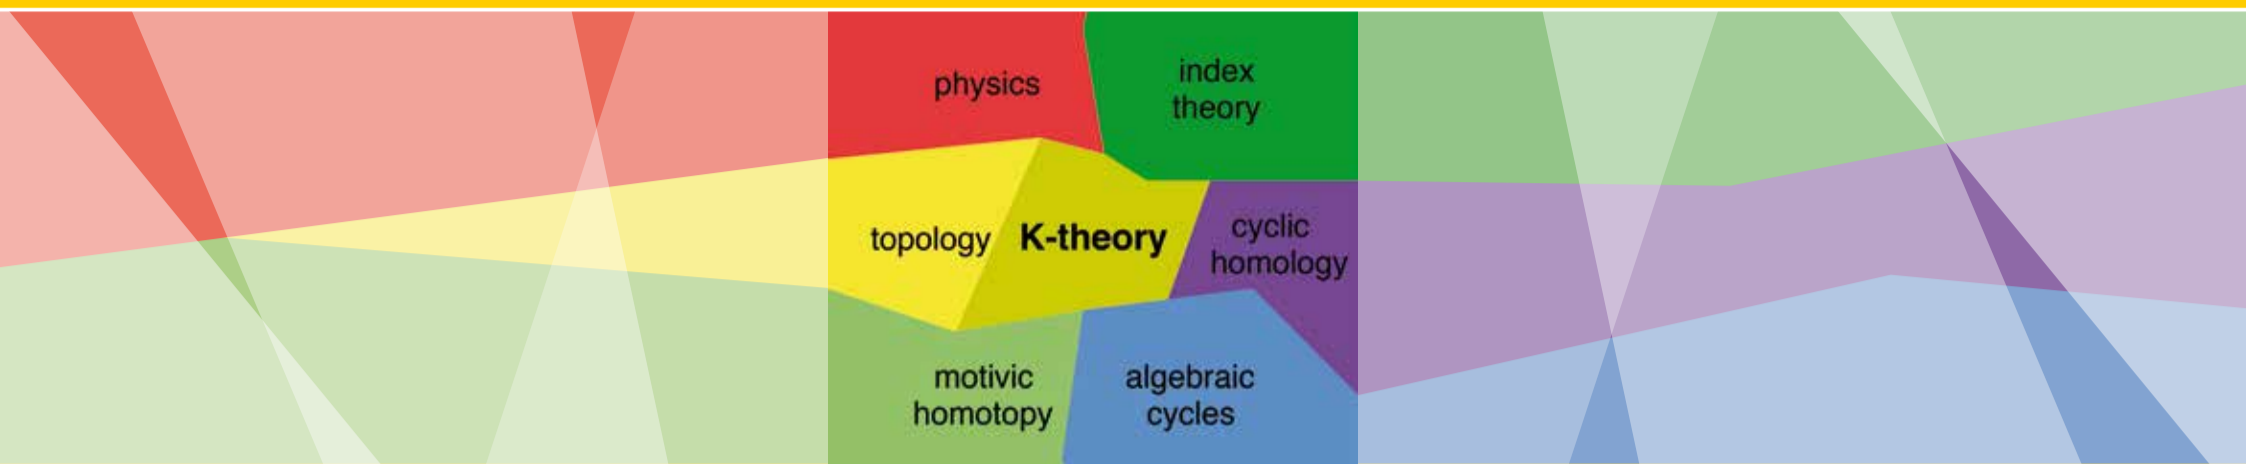 physics
index
theory
topology
K-theory
cyclic
homology
motivic
homotopy
algebraic
cycles